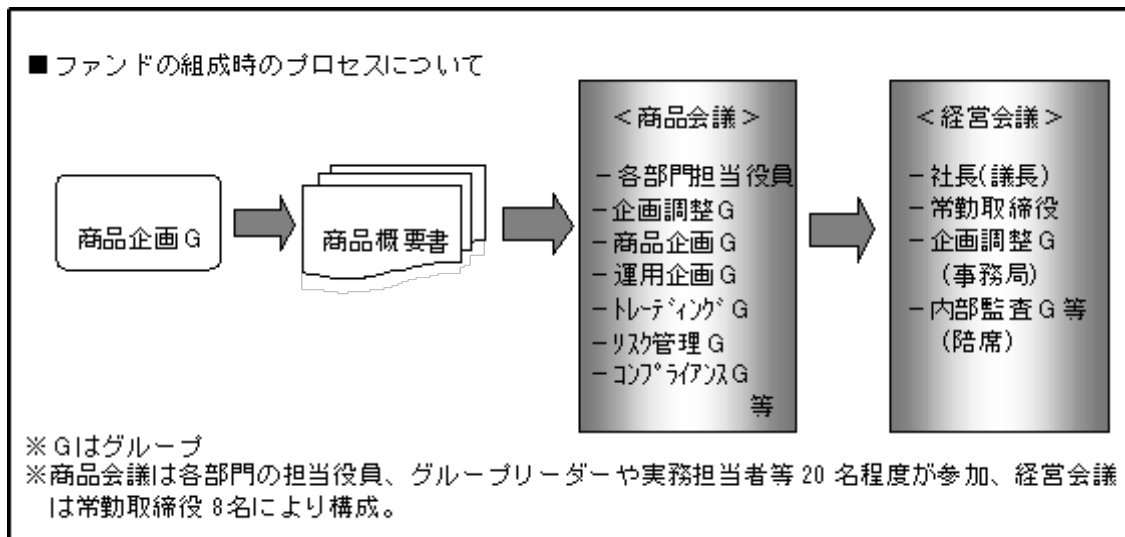 ■ファンドの組成時のプロセスについて
商品企画G
商品概要書
<商品会議>
-各部門担当役員
-企画調整G
-商品企画G
-運用企画G
-ﾄﾚｰﾃﾞｨﾝｸﾞG
-ﾘｽｸ管理G
-ｺﾝﾌﾟﾗｲｱﾝｽG
等
<経営会議>
-社長(議長)
-常勤取締役
-企画調整G
(事務局)
-内部監査G等
(陪席)
※Gはグループ
※商品会議は各部門の担当役員、グループリーダーや実務担当者等 20 名程度が参加、経営会議
は常勤取締役 8名により構成。